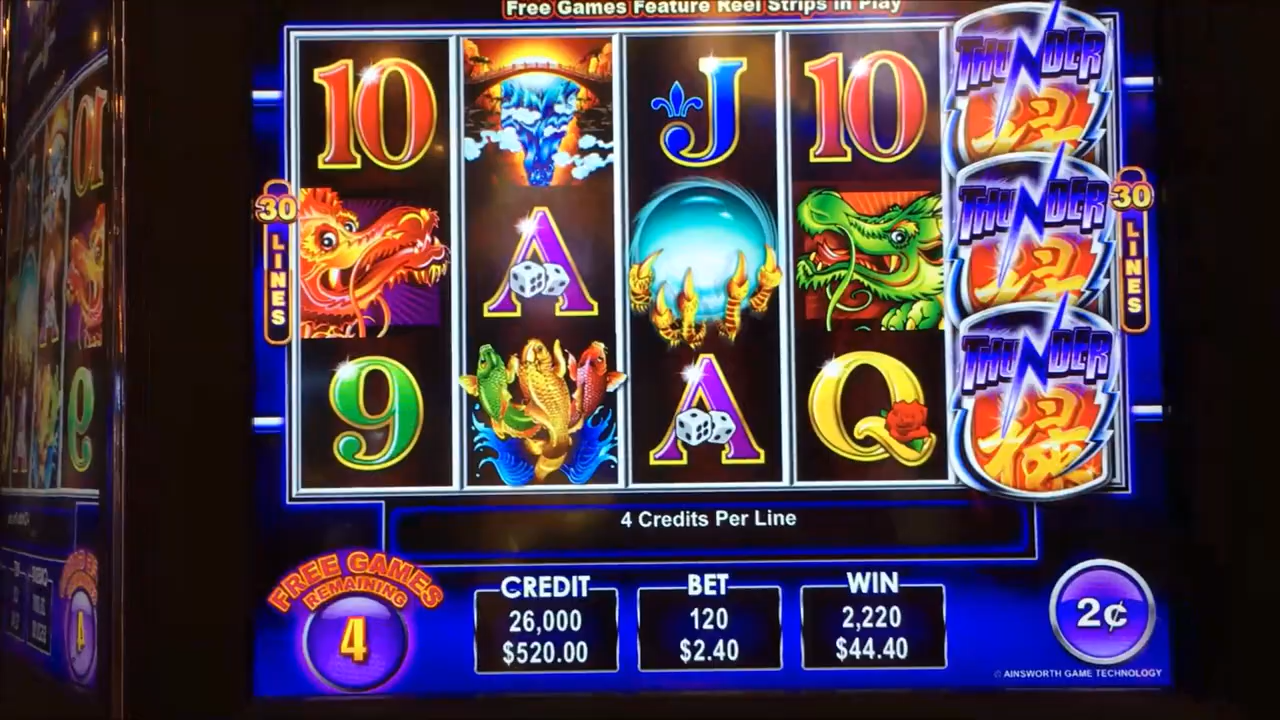 Free Games Feature Reel Strips in Play
10
J
10
THUNDER
30
LINES
A
THUNDER
30
LINES
9
A
Q
THUNDER
4 Credits Per Line
FREE GAMES
REMAINING
4
CREDIT
26,000
$520.00
BET
120
$2.40
WIN
2,220
$44.40
2¢
© AINSWORTH GAME TECHNOLOGY